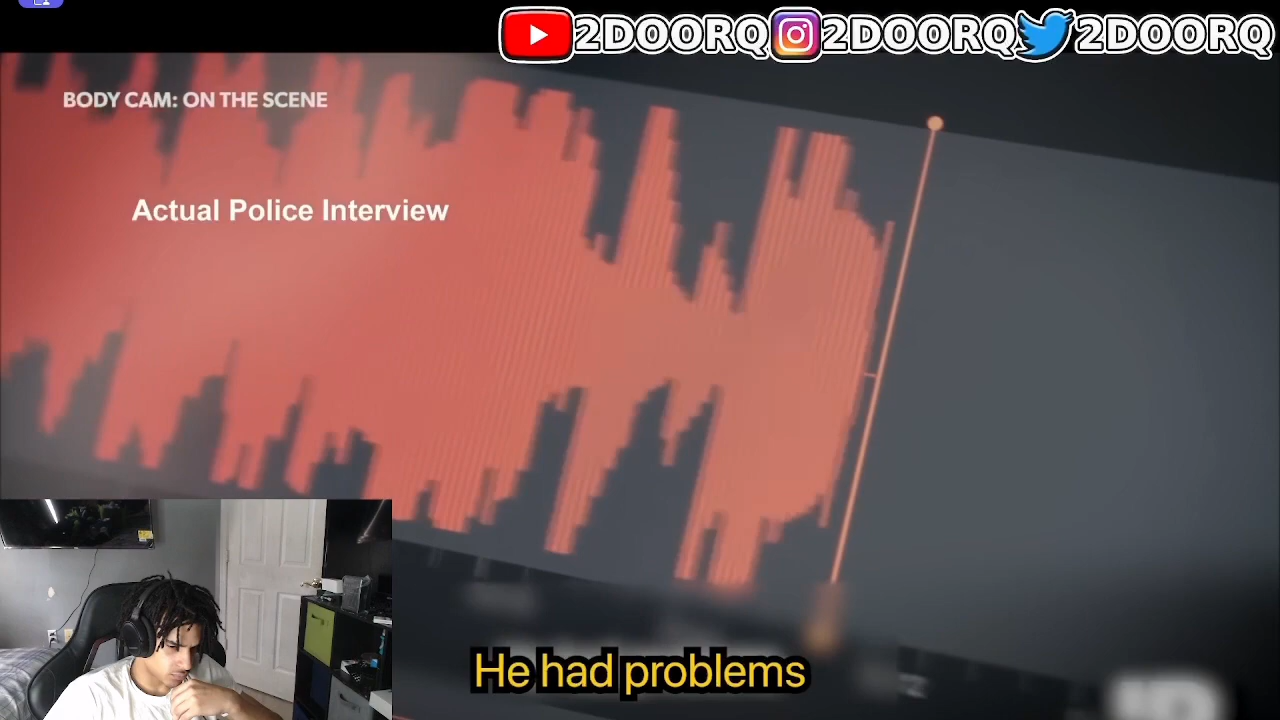 2DOORQ 2DOORQ 2DOORQ
BODY CAM: ON THE SCENE
Actual Police Interview
He had problems